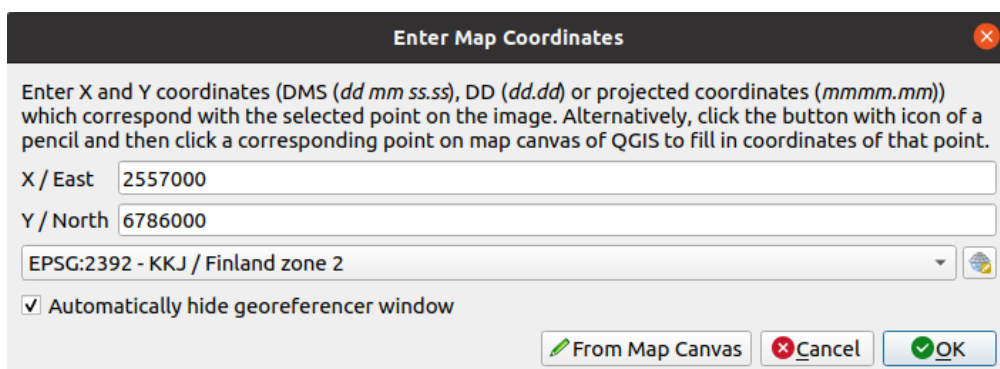 Enter Map Coordinates
Enter X and Y coordinates (DMS (dd mm ss.ss), DD (dd.dd) or projected coordinates (mmmm.mm))
which correspond with the selected point on the image. Alternatively, click the button with icon of a
pencil and then click a corresponding point on map canvas of QGIS to fill in coordinates of that point.
X / East 2557000
Y / North 6786000
EPSG:2392 - KKJ / Finland zone 2
Automatically hide georeferencer window
From Map Canvas Cancel OK